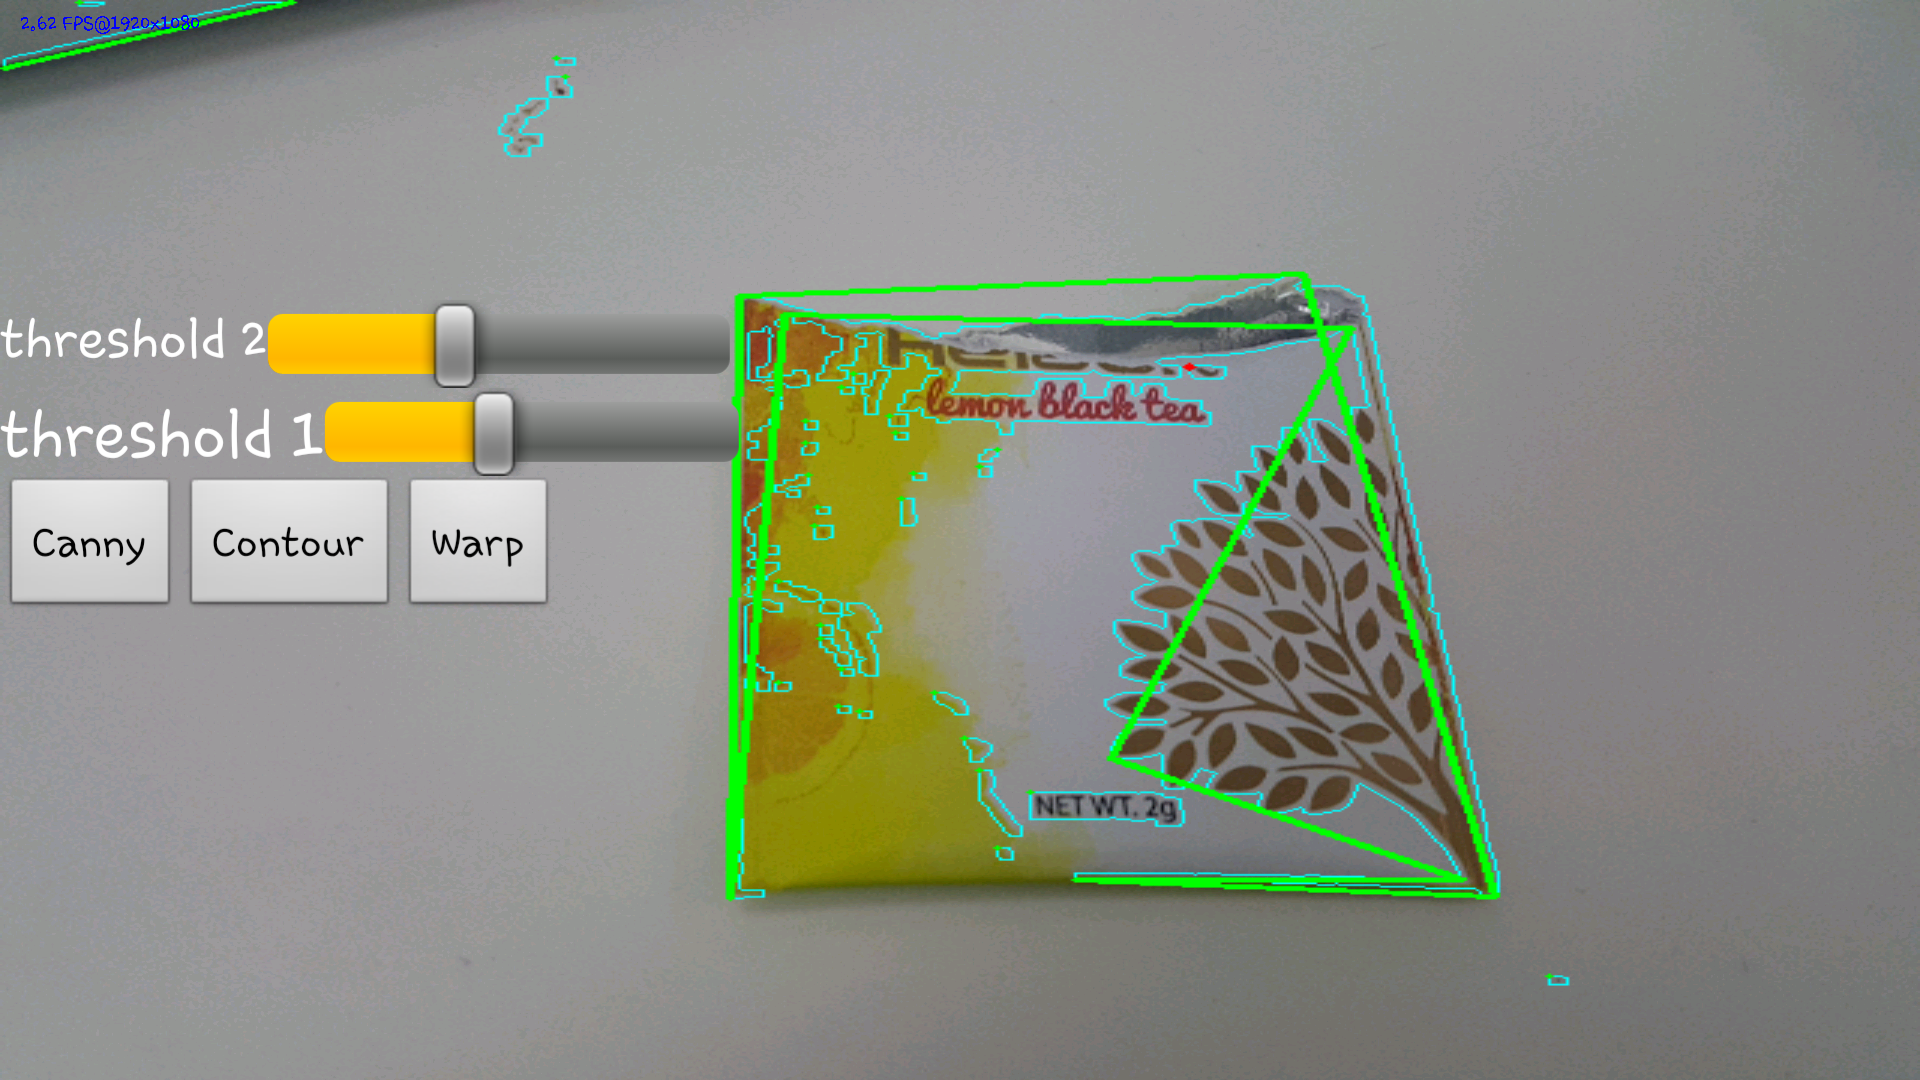 2.62 FPS@1920x1080
threshold 2
threshold 1
Canny
Contour
Warp
lemon black tea
NET WT. 2g